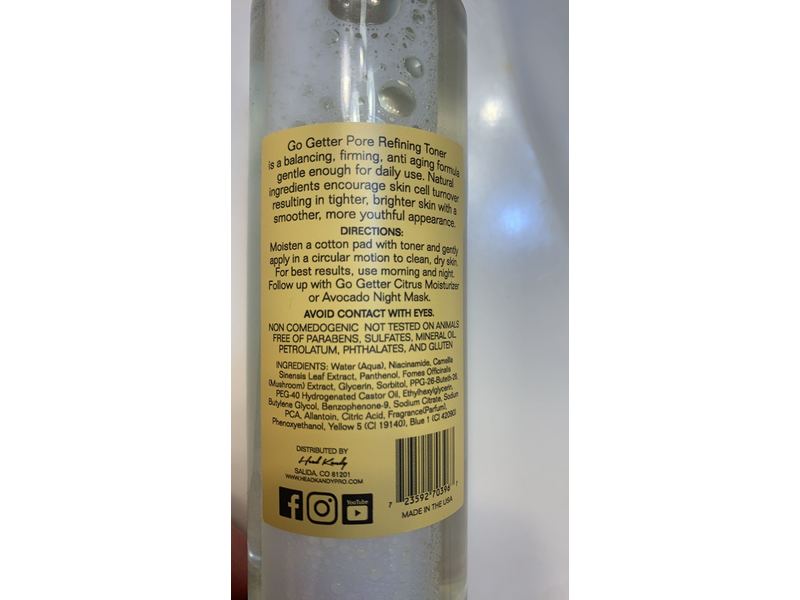 Go Getter Pore Refining Toner
is a balancing, firming, anti aging formula
gentle enough for daily use. Natural
ingredients encourage skin cell turnover
resulting in tighter, brighter skin with a
smoother, more youthful appearance.
DIRECTIONS:
Moisten a cotton pad with toner and gently
apply in a circular motion to clean, dry skin.
For best results, use morning and night.
Follow up with Go Getter Citrus Moisturizer
or Avocado Night Mask.
AVOID CONTACT WITH EYES.
NON COMEDOGENIC NOT TESTED ON ANIMALS
FREE OF PARABENS, SULFATES, MINERAL OIL,
PETROLATUM, PHTHALATES, AND GLUTEN
INGREDIENTS: Water (Aqua), Niacinamide, Camellia
Sinensis Leaf Extract, Panthenol, Fomes Officinalis
(Mushroom) Extract, Glycerin, Sorbitol, PPG-26-Buteth-26,
PEG-40 Hydrogenated Castor Oil, Ethylhexylglycerin,
Butylene Glycol, Benzophenone-9, Sodium Citrate, Sodium
PCA, Allantoin, Citric Acid, Fragrance(Parfum),
Phenoxyethanol, Yellow 5 (CI 19140), Blue 1 (CI 42090)
DISTRIBUTED BY
Head Kandy
SALIDA, CO 81201
WWW.HEADKANDYPRO.COM
YouTube
7 23592 70396 7
MADE IN THE USA